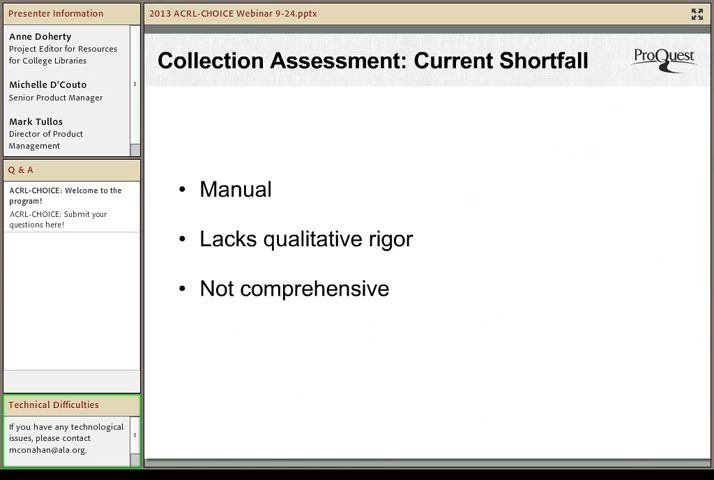 Presenter Information
Anne Doherty
Project Editor for Resources
for College Libraries
Michelle D'Couto
Senior Product Manager
Mark Tullos
Director of Product
Management
Q & A
ACRL-CHOICE: Welcome to the
program!
ACRL-CHOICE: Submit your
questions here!
Technical Difficulties
If you have any technological
issues, please contact
mconahan@ala.org.
2013 ACRL-CHOICE Webinar 9-24.pptx
Collection Assessment: Current Shortfall
ProQuest
• Manual
• Lacks qualitative rigor
• Not comprehensive